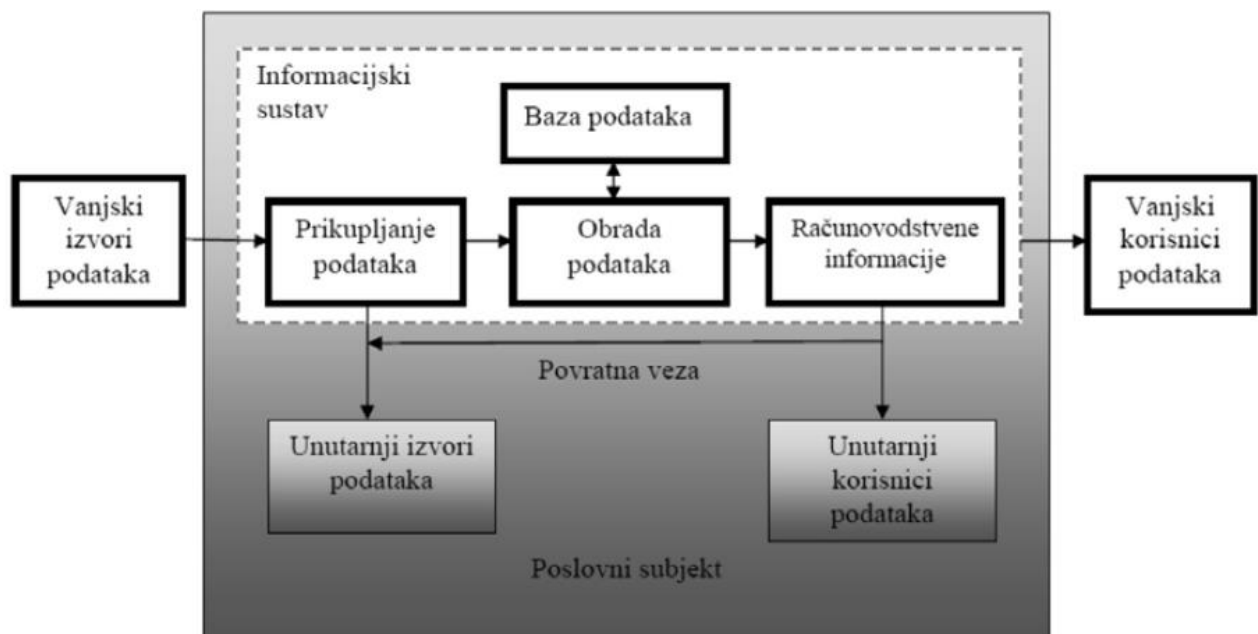 Informacijski
sustav
Baza podataka
Vanjski
izvori
podataka
Prikupljanje
podataka
Obrada
podataka
Računovodstvene
informacije
Vanjski
korisnici
podataka
Povratna veza
Unutarnji izvori
podataka
Unutarnji
korisnici
podataka
Poslovni subjekt